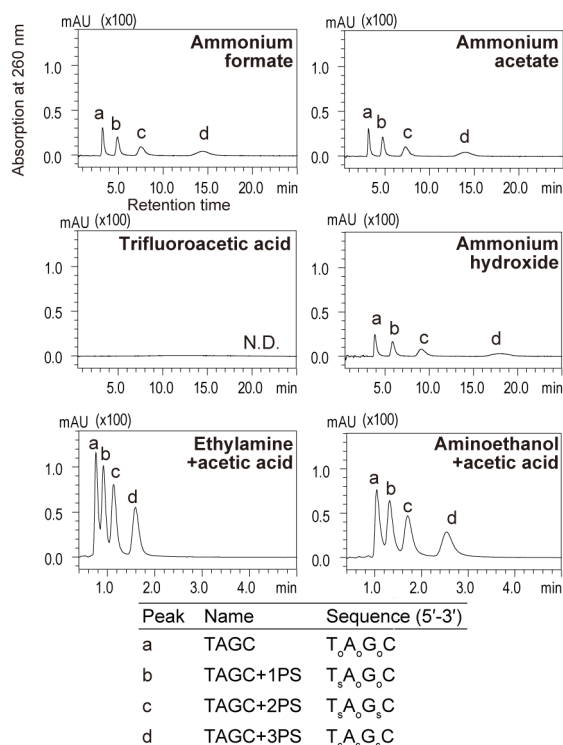 mAU (x100)
Ammonium
formate
Absorption at 260 nm
1.0
0.5
0.0
a
b
c
d
5.0 10.0 15.0 20.0 min
Retention time
mAU (x100)
Ammonium
acetate
1.0
0.5
0.0
a
b
c
d
5.0 10.0 15.0 20.0 min
mAU (x100)
Trifluoroacetic acid
1.0
0.5
0.0
N.D.
5.0 10.0 15.0 20.0 min
mAU (x100)
Ammonium
hydroxide
1.0
0.5
0.0
a
b
c
d
5.0 10.0 15.0 20.0 min
mAU (x100)
Ethylamine
+acetic acid
1.0
0.5
0.0
a
b
c
d
1.0 2.0 3.0 4.0 min
mAU (x100)
Aminoethanol
+acetic acid
1.0
0.5
0.0
a
b
c
d
1.0 2.0 3.0 4.0 min
Peak Name Sequence (5′-3′)
a TAGC TₒAₒGₒC
b TAGC+1PS TₛAₒGₒC
c TAGC+2PS TₛAₒGₛC
d TAGC+3PS TₛAₛGₛC